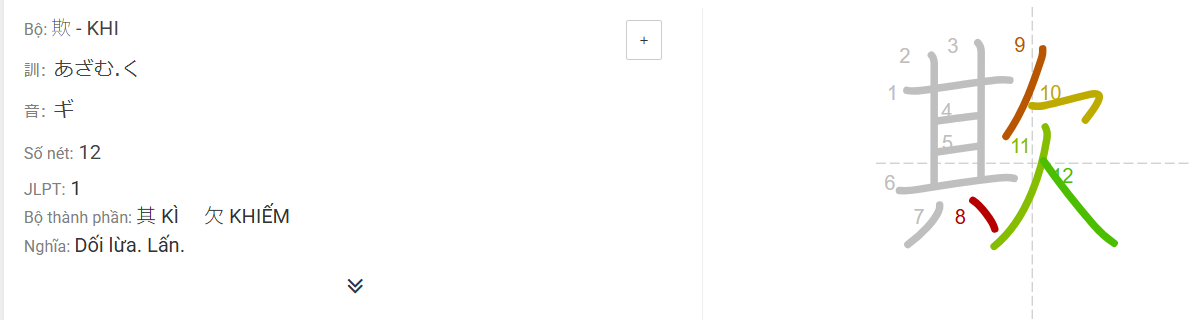 Bộ: 欺 - KHI
+
訓: あざむ.く
音: ギ
Số nét: 12
JLPT: 1
Bộ thành phần: 其 KÌ 欠 KHIẾM
Nghĩa: Dối lừa. Lấn.
欺
1
2
3
4
5
6
7
8
9
10
11
12